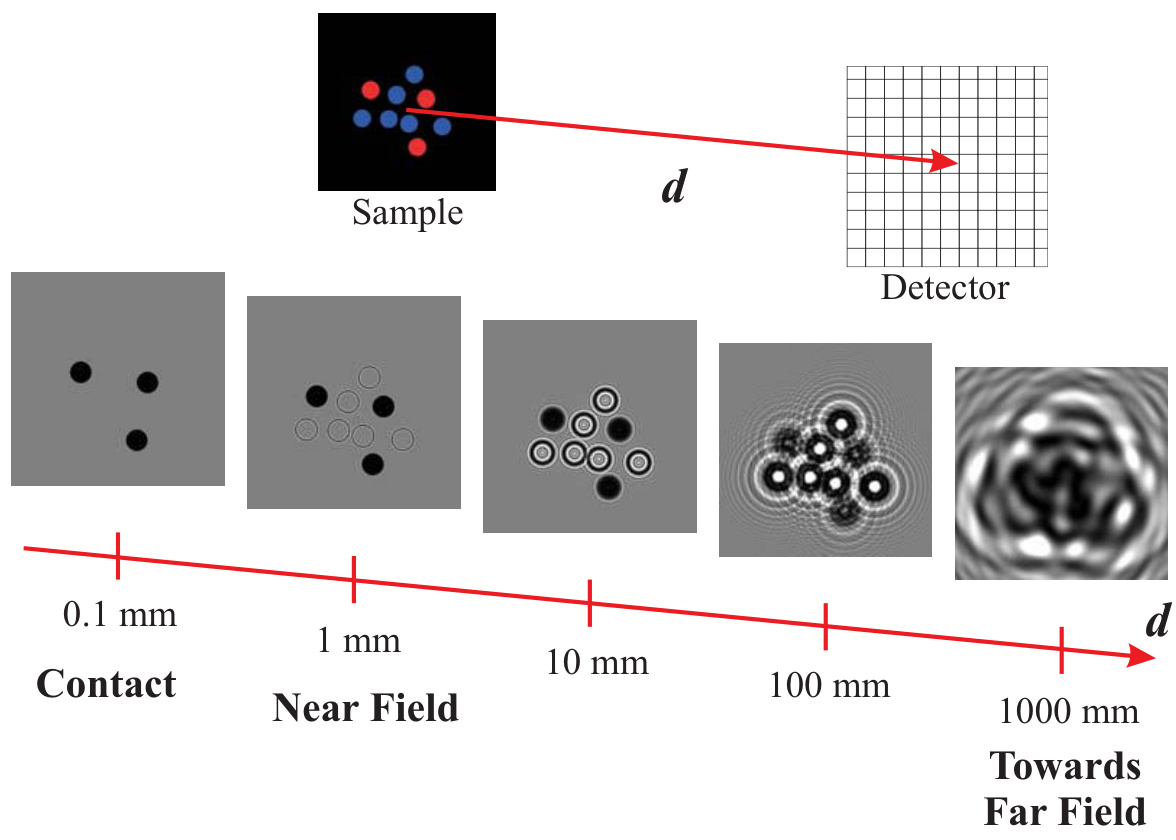 Sample
d
Detector
0.1 mm
1 mm
10 mm
100 mm
1000 mm
d
Contact
Near Field
Towards
Far Field